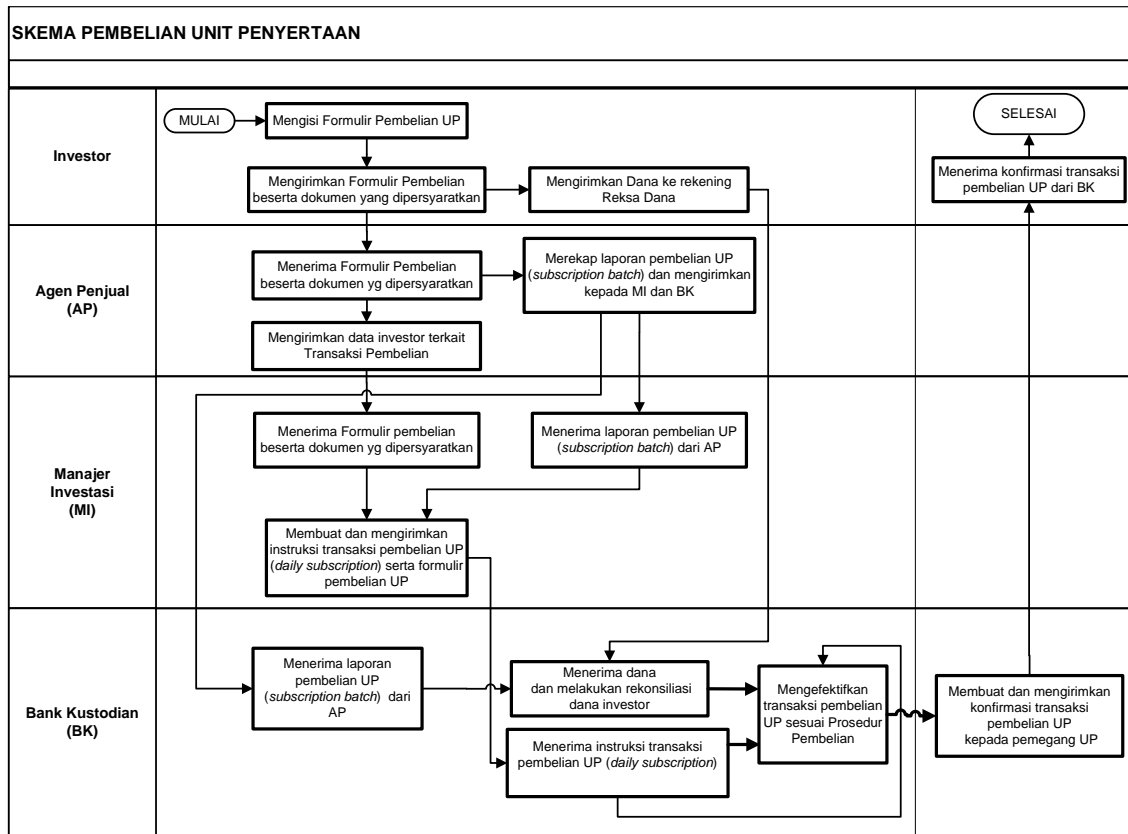 SKEMA PEMBELIAN UNIT PENYERTAAN
Investor
MULAI
Mengisi Formulir Pembelian UP
Mengirimkan Formulir Pembelian
beserta dokumen yang dipersyaratkan
Mengirimkan Dana ke rekening
Reksa Dana
SELESAI
Menerima konfirmasi transaksi
pembelian UP dari BK
Agen Penjual
(AP)
Menerima Formulir Pembelian
beserta dokumen yg dipersyaratkan
Merekap laporan pembelian UP
(subscription batch) dan mengirimkan
kepada MI dan BK
Mengirimkan data investor terkait
Transaksi Pembelian
Manajer
Investasi
(MI)
Menerima Formulir pembelian
beserta dokumen yg dipersyaratkan
Menerima laporan pembelian UP
(subscription batch) dari AP
Membuat dan mengirimkan
instruksi transaksi pembelian UP
(daily subscription) serta formulir
pembelian UP
Bank Kustodian
(BK)
Menerima laporan
pembelian UP
(subscription batch) dari
AP
Menerima dana
dan melakukan rekonsiliasi
dana investor
Menerima instruksi transaksi
pembelian UP (daily subscription)
Mengefektifkan
transaksi pembelian
UP sesuai Prosedur
Pembelian
Membuat dan mengirimkan
konfirmasi transaksi
pembelian UP
kepada pemegang UP